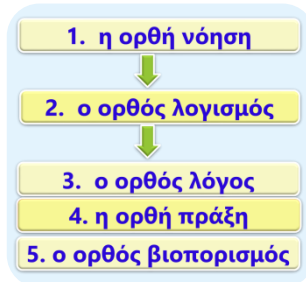 1. η ορθή νόηση
2. ο ορθός λογισμός
3. ο ορθός λόγος
4. η ορθή πράξη
5. ο ορθός βιοπορισμός